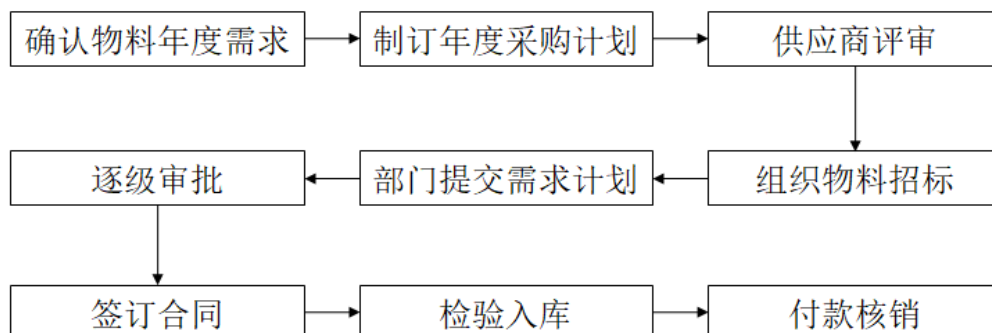 确认物料年度需求
制订年度采购计划
供应商评审
组织物料招标
部门提交需求计划
逐级审批
签订合同
检验入库
付款核销